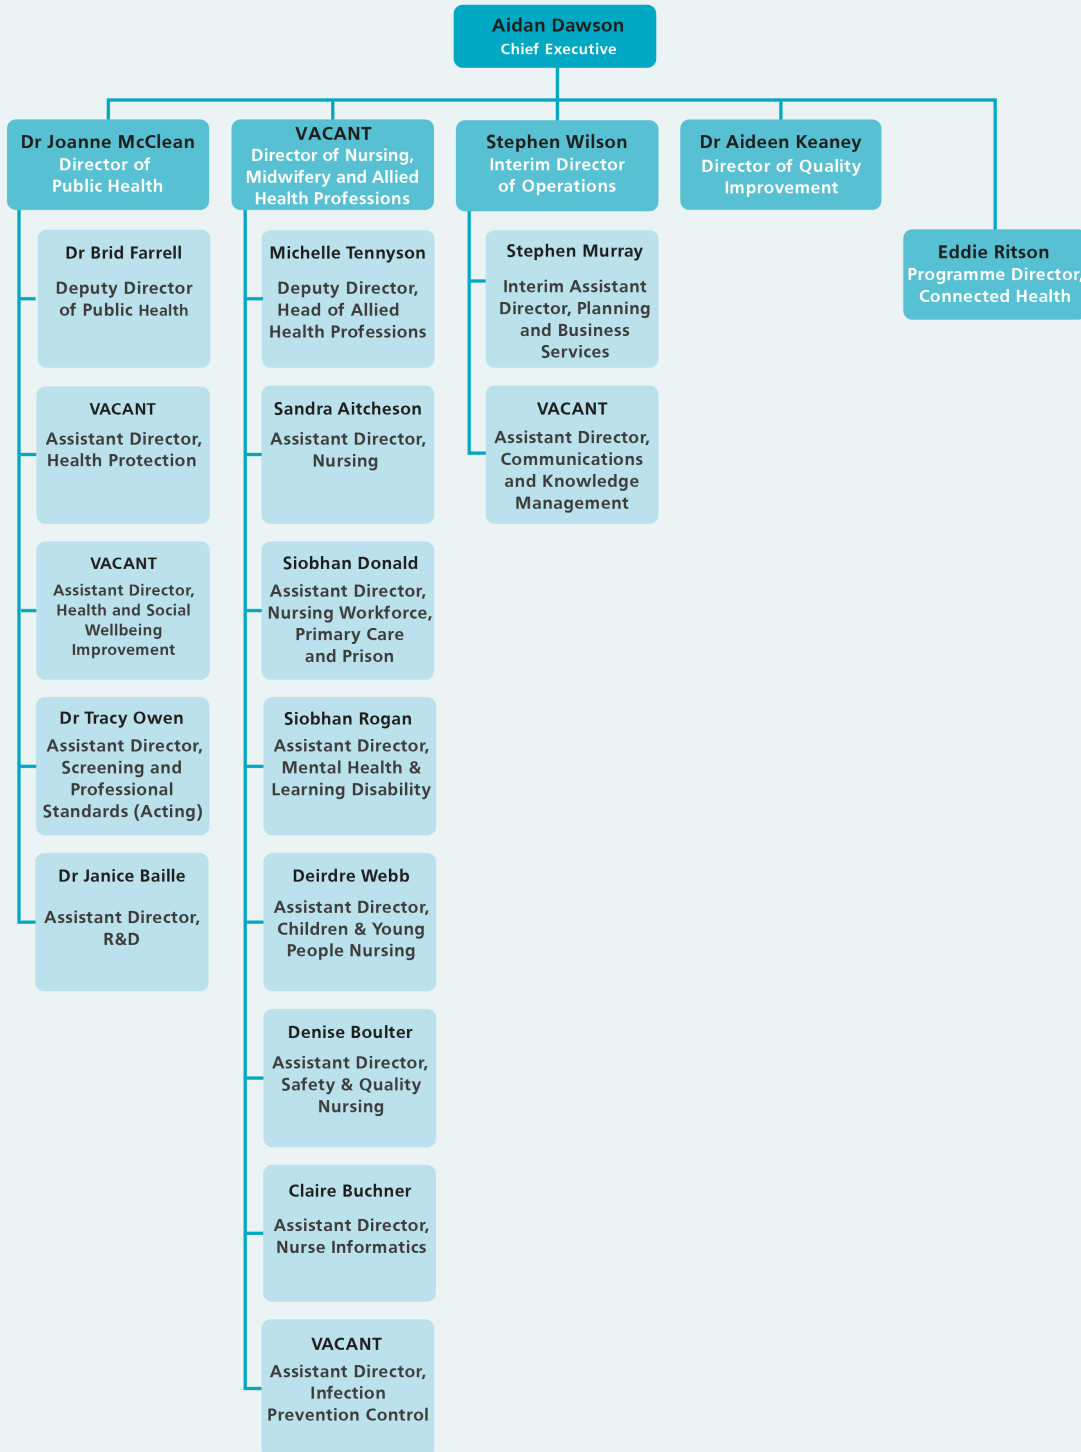 Aidan Dawson
Chief Executive
Dr Joanne McClean
Director of
Public Health
VACANT
Director of Nursing,
Midwifery and Allied
Health Professions
Stephen Wilson
Interim Director
of Operations
Dr Aideen Keaney
Director of Quality
Improvement
Eddie Ritson
Programme Director,
Connected Health
Dr Brid Farrell
Deputy Director
of Public Health
VACANT
Assistant Director,
Health Protection
VACANT
Assistant Director,
Health and Social
Wellbeing
Improvement
Dr Tracy Owen
Assistant Director,
Screening and
Professional
Standards (Acting)
Dr Janice Baille
Assistant Director,
R&D
Michelle Tennyson
Deputy Director,
Head of Allied
Health Professions
Sandra Aitcheson
Assistant Director,
Nursing
Siobhan Donald
Assistant Director,
Nursing Workforce,
Primary Care
and Prison
Siobhan Rogan
Assistant Director,
Mental Health &
Learning Disability
Deirdre Webb
Assistant Director,
Children & Young
People Nursing
Denise Boulter
Assistant Director,
Safety & Quality
Nursing
Claire Buchner
Assistant Director,
Nurse Informatics
VACANT
Assistant Director,
Infection
Prevention Control
Stephen Murray
Interim Assistant
Director, Planning
and Business
Services
VACANT
Assistant Director,
Communications
and Knowledge
Management